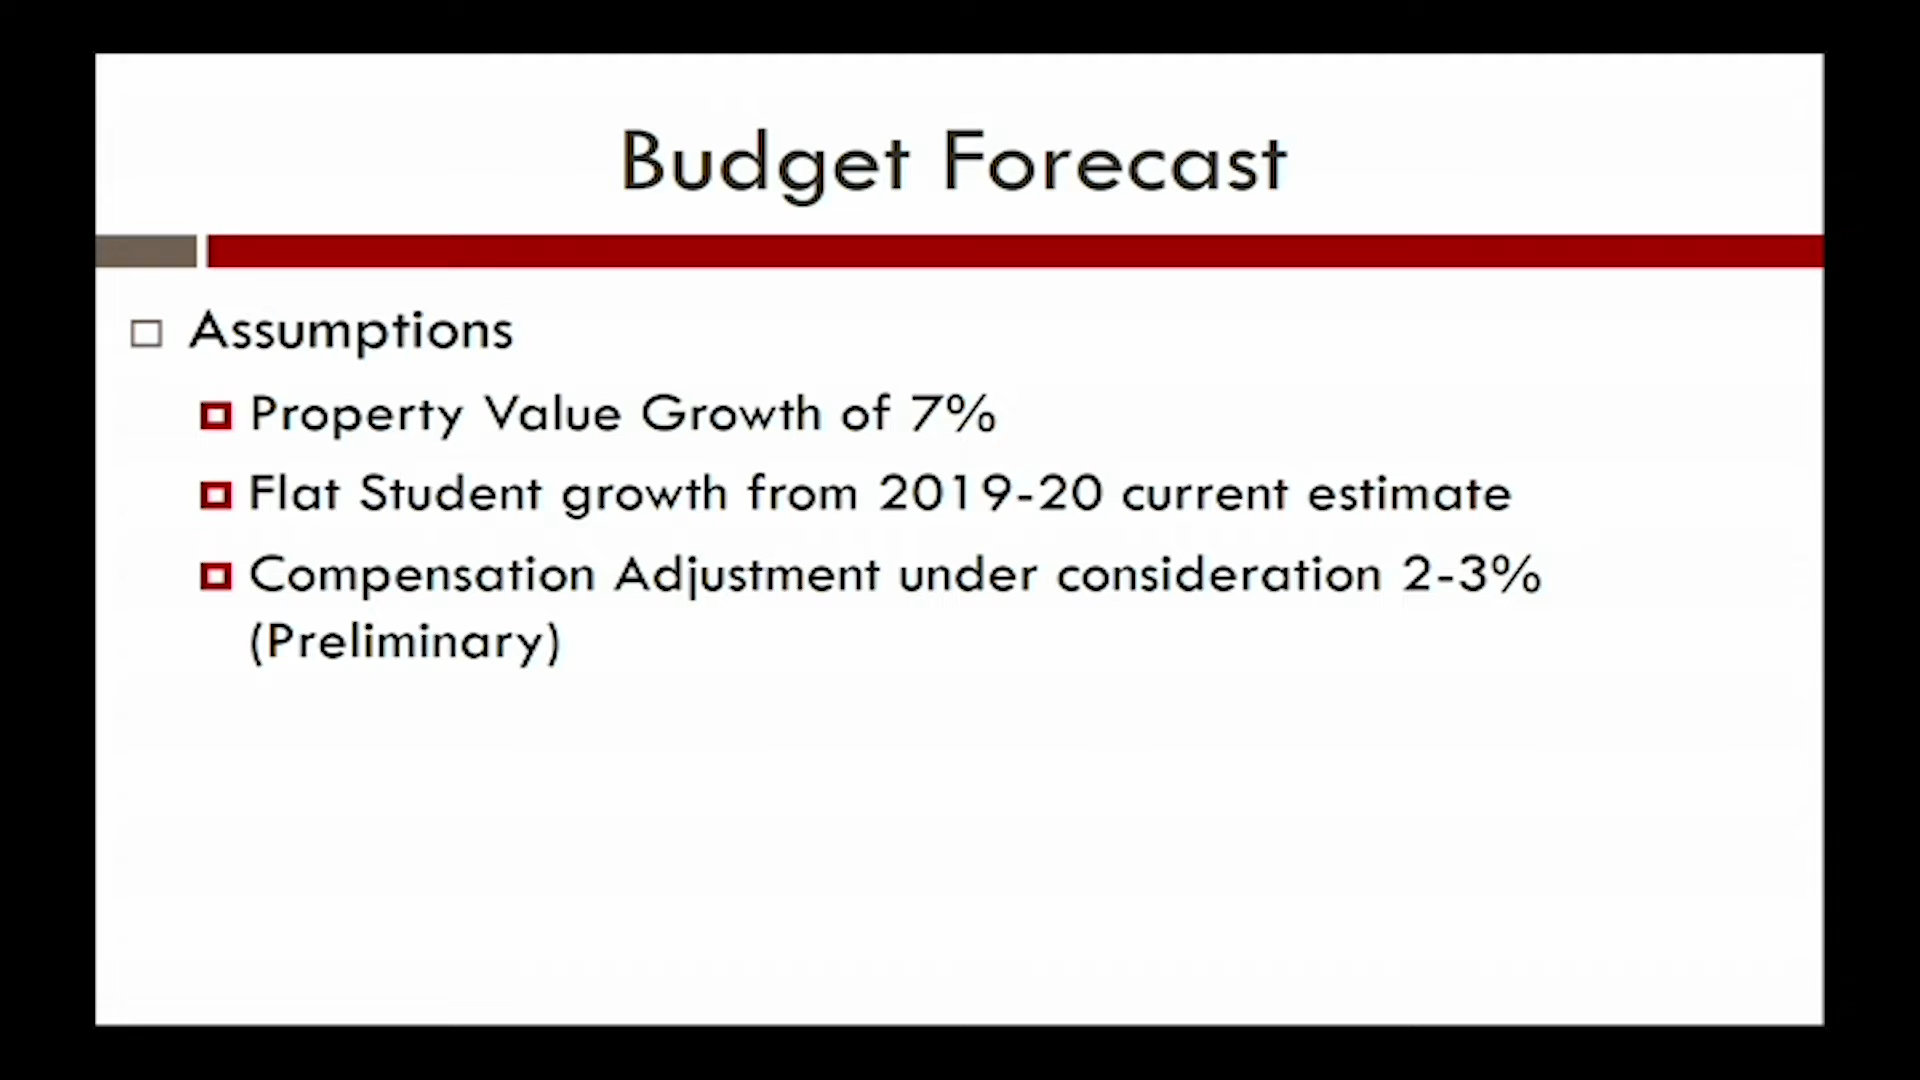 Budget Forecast
Assumptions
Property Value Growth of 7%
Flat Student growth from 2019-20 current estimate
Compensation Adjustment under consideration 2-3%
(Preliminary)